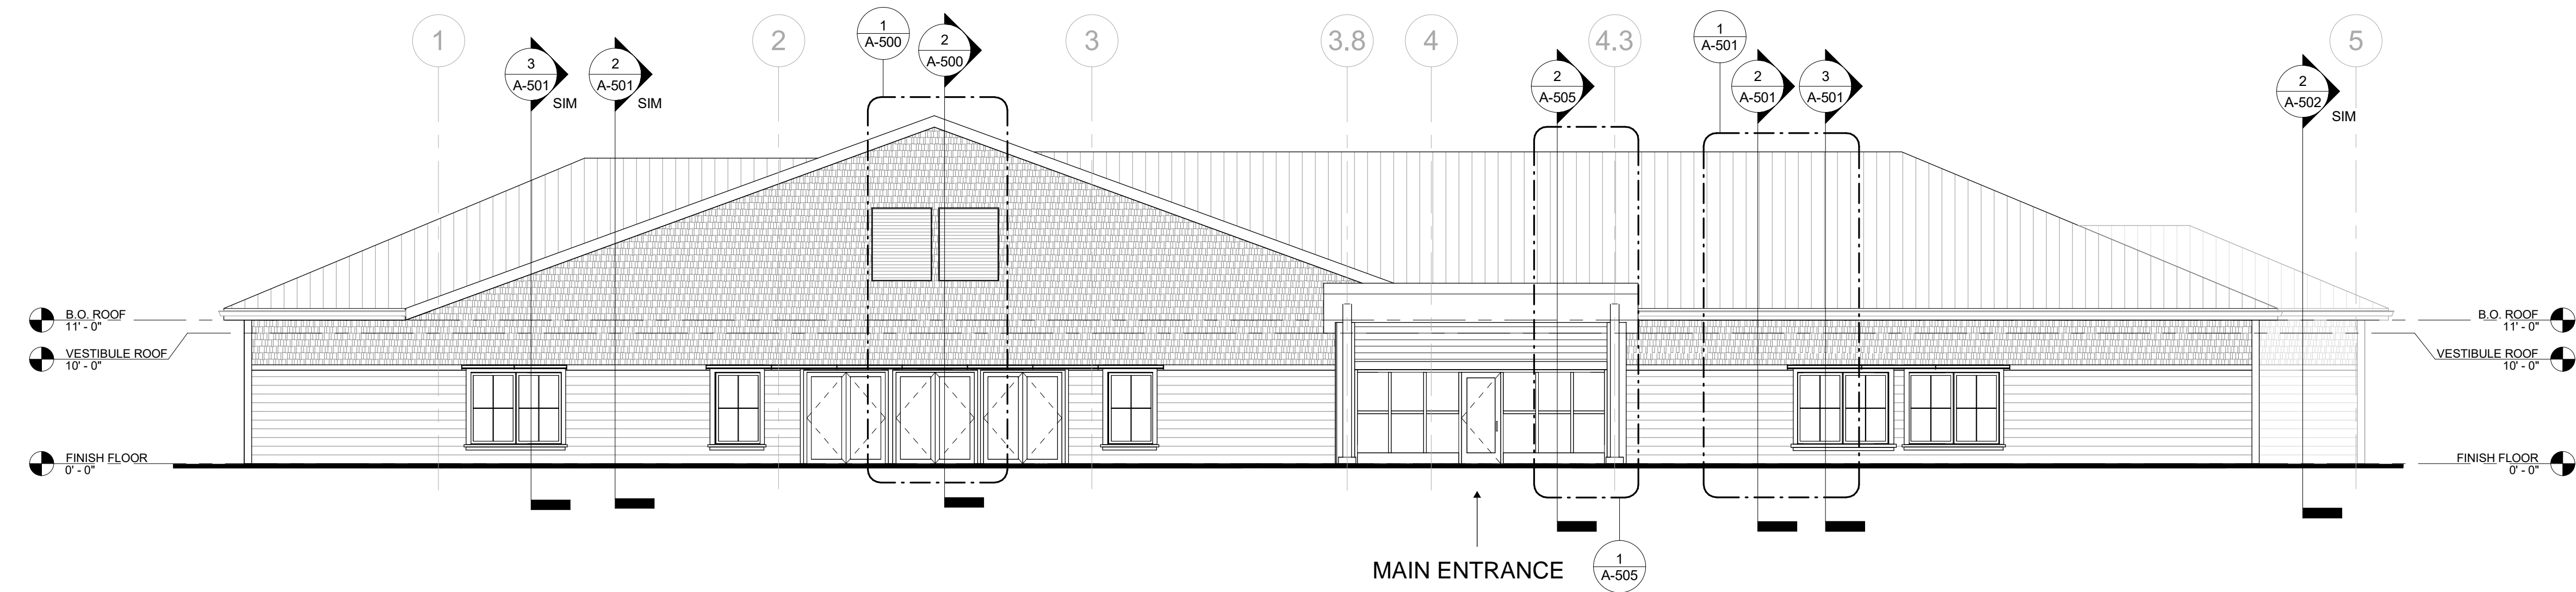 1
3
A-501
SIM
2
A-501
SIM
2
1
A-500
2
A-500
3
3.8
4
2
A-505
4.3
1
A-501
2
A-501
3
A-501
2
A-502
SIM
5
B.O. ROOF
11' - 0"
VESTIBULE ROOF
10' - 0"
FINISH FLOOR
0' - 0"
B.O. ROOF
11' - 0"
VESTIBULE ROOF
10' - 0"
FINISH FLOOR
0' - 0"
MAIN ENTRANCE
1
A-505